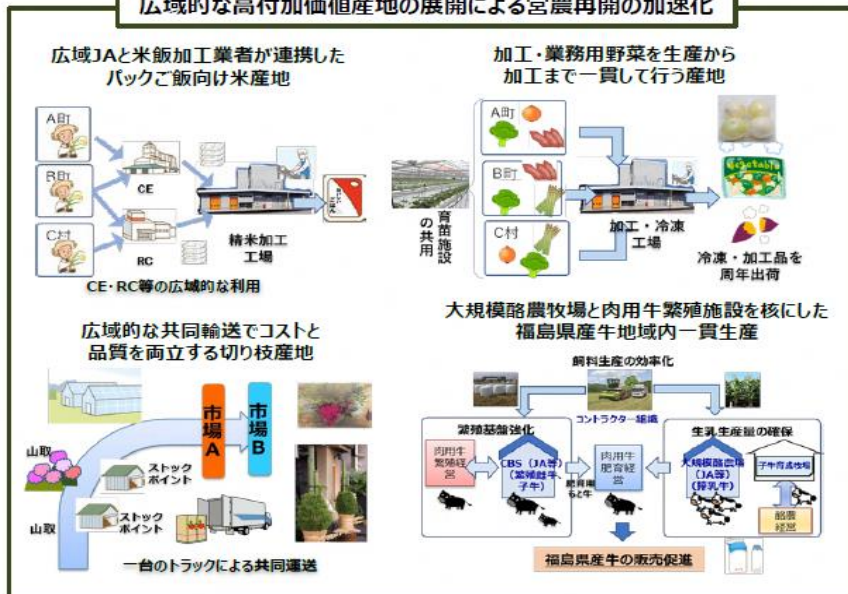 広域的な高付加価値産地の展開による営農再開の加速化
広域JAと米飯加工業者が連携した
パックご飯向け米産地
A町
B町
C村
CE
RC
精米加工
工場
CE・RC等の広域的な利用
加工・業務用野菜を生産から
加工まで一貫して行う産地
育苗施設
の共用
A町
B町
C村
加工・冷凍
工場
Vegetable
冷凍・加工品を
周年出荷
広域的な共同輸送でコストと
品質を両立する切り枝産地
山取
山取
ストック
ポイント
ストック
ポイント
市場A
市場B
一台のトラックによる共同運送
大規模酪農牧場と肉用牛繁殖施設を核にした
福島県産牛地域内一貫生産
飼料生産の効率化
コントラクター組織
繁殖基盤強化
肉用牛
繁殖経
営
CBS(JA等)
(繁殖雌牛、
子牛)
肥育用
もと牛
肉用牛
肥育経
営
生乳生産量の確保
大規模酪農場
(JA等)
(搾乳牛)
子牛育成牧場
酪農
経営
福島県産牛の販売促進